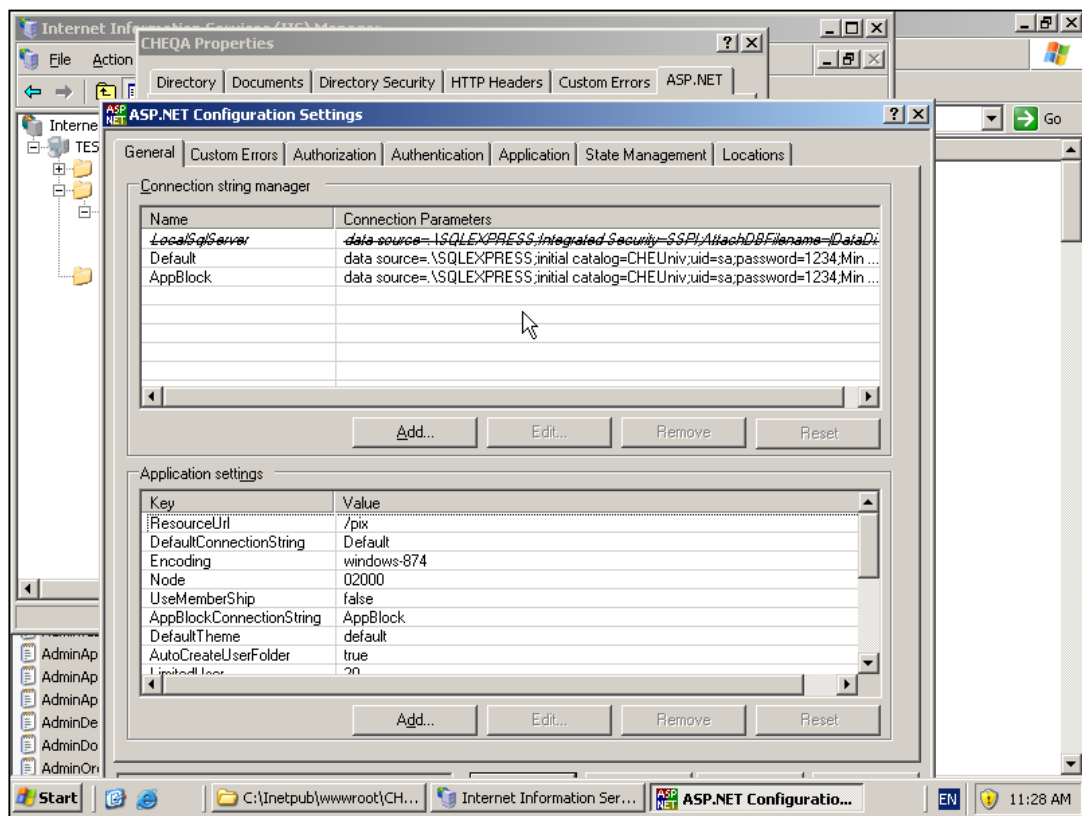 Internet Information Services (IIS) Manager
CHEQA Properties
File Action
Directory Documents Directory Security HTTP Headers Custom Errors ASP.NET
ASP.NET Configuration Settings
Go
Interne
TES
General Custom Errors Authorization Authentication Application State Management Locations
Connection string manager
Name Connection Parameters
LocalSqlServer data source=.\SQLEXPRESS;Integrated Security=SSPI;AttachDBFilename=|DataDi
Default data source=.\SQLEXPRESS;initial catalog=CHEUniv;uid=sa;password=1234;Min ...
AppBlock data source=.\SQLEXPRESS;initial catalog=CHEUniv;uid=sa;password=1234;Min ...
Add... Edit... Remove Reset
Application settings
Key Value
ResourceUrl /pix
DefaultConnectionString Default
Encoding windows-874
Node 02000
UseMemberShip false
AppBlockConnectionString AppBlock
DefaultTheme default
AutoCreateUserFolder true
LimitedUser 20
AdminAp
AdminAp
AdminAp
AdminDe
AdminDo
AdminOr
Add... Edit... Remove Reset
Start C:\Inetpub\wwwroot\CH... Internet Information Ser... ASP.NET Configuratio... EN 11:28 AM